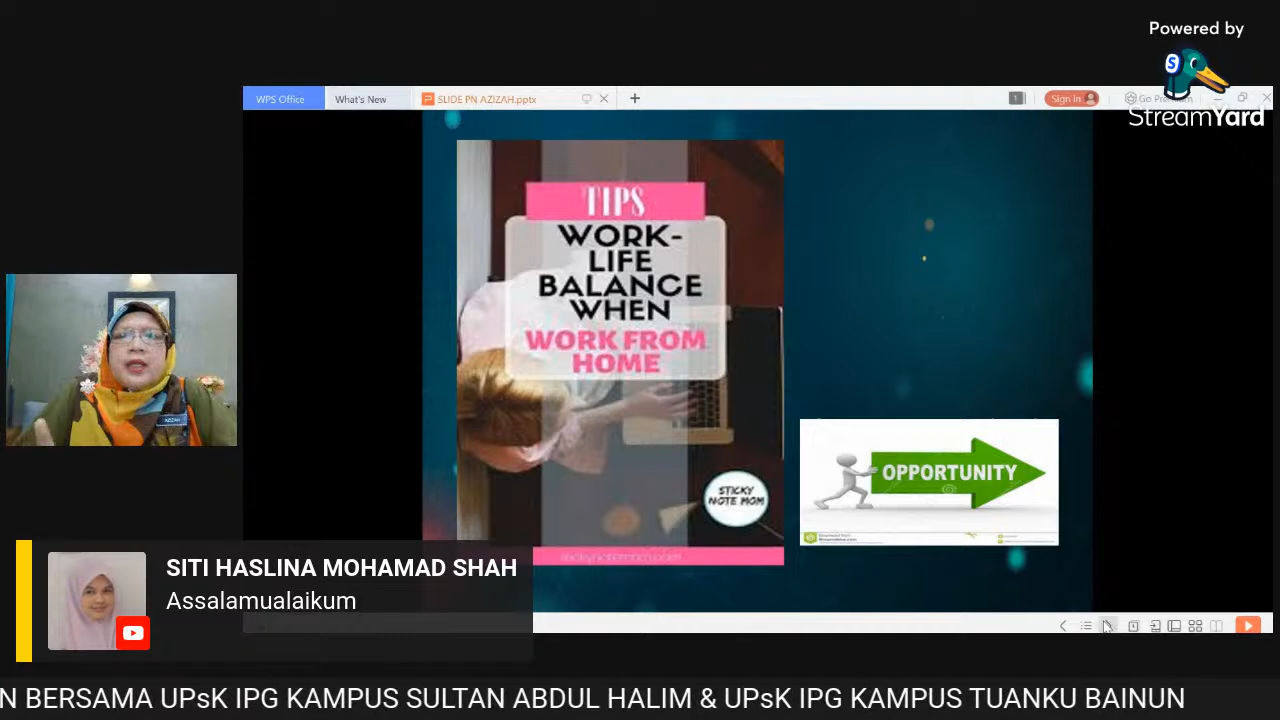 Powered by
StreamYard
WPS Office
What's New
SLIDE PN AZIZAH.pptx
Sign in
TIPS
WORK-
LIFE
BALANCE
WHEN
WORK FROM
HOME
STICKY
NOTE MOM
OPPORTUNITY
AZIZAH
SITI HASLINA MOHAMAD SHAH
Assalamualaikum
N BERSAMA UPsK IPG KAMPUS SULTAN ABDUL HALIM & UPsK IPG KAMPUS TUANKU BAINUN